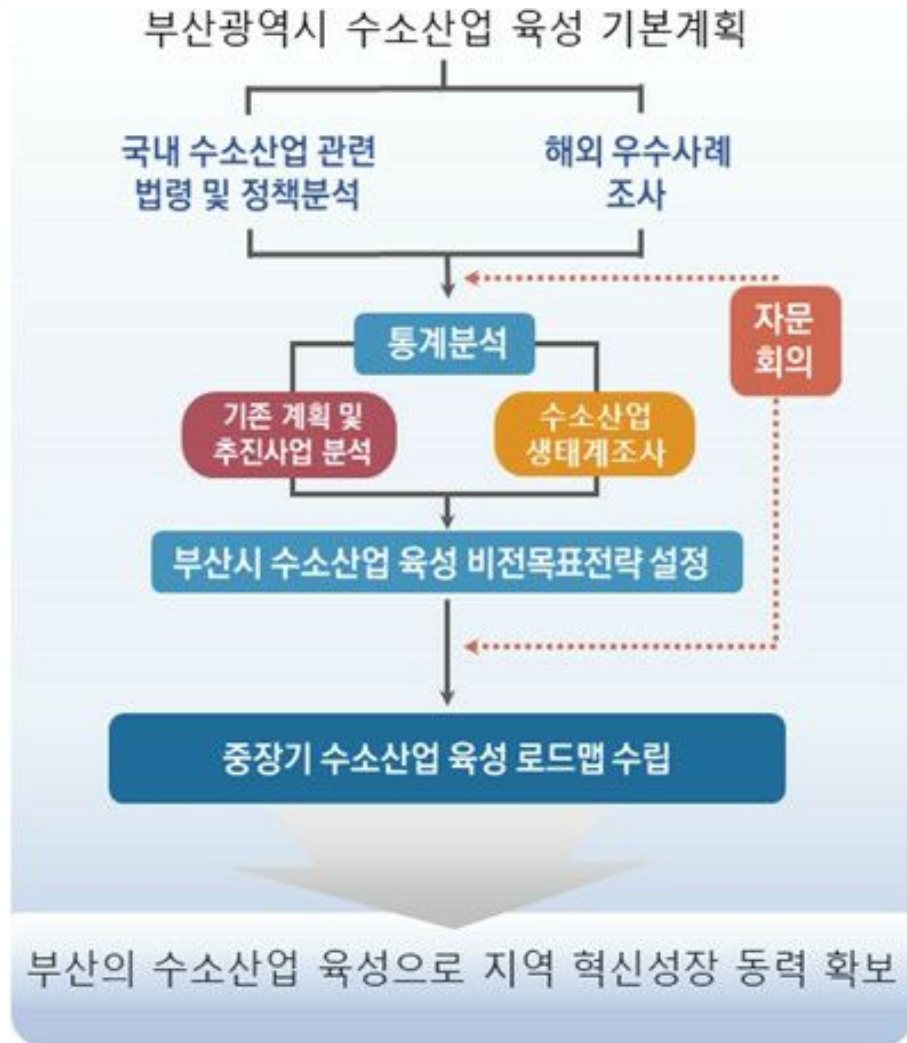 부산광역시 수소산업 육성 기본계획
국내 수소산업 관련
법령 및 정책분석
해외 우수사례
조사
자문
회의
통계분석
기존 계획 및
추진사업 분석
수소산업
생태계조사
부산시 수소산업 육성 비전목표전략 설정
중장기 수소산업 육성 로드맵 수립
부산의 수소산업 육성으로 지역 혁신성장 동력 확보